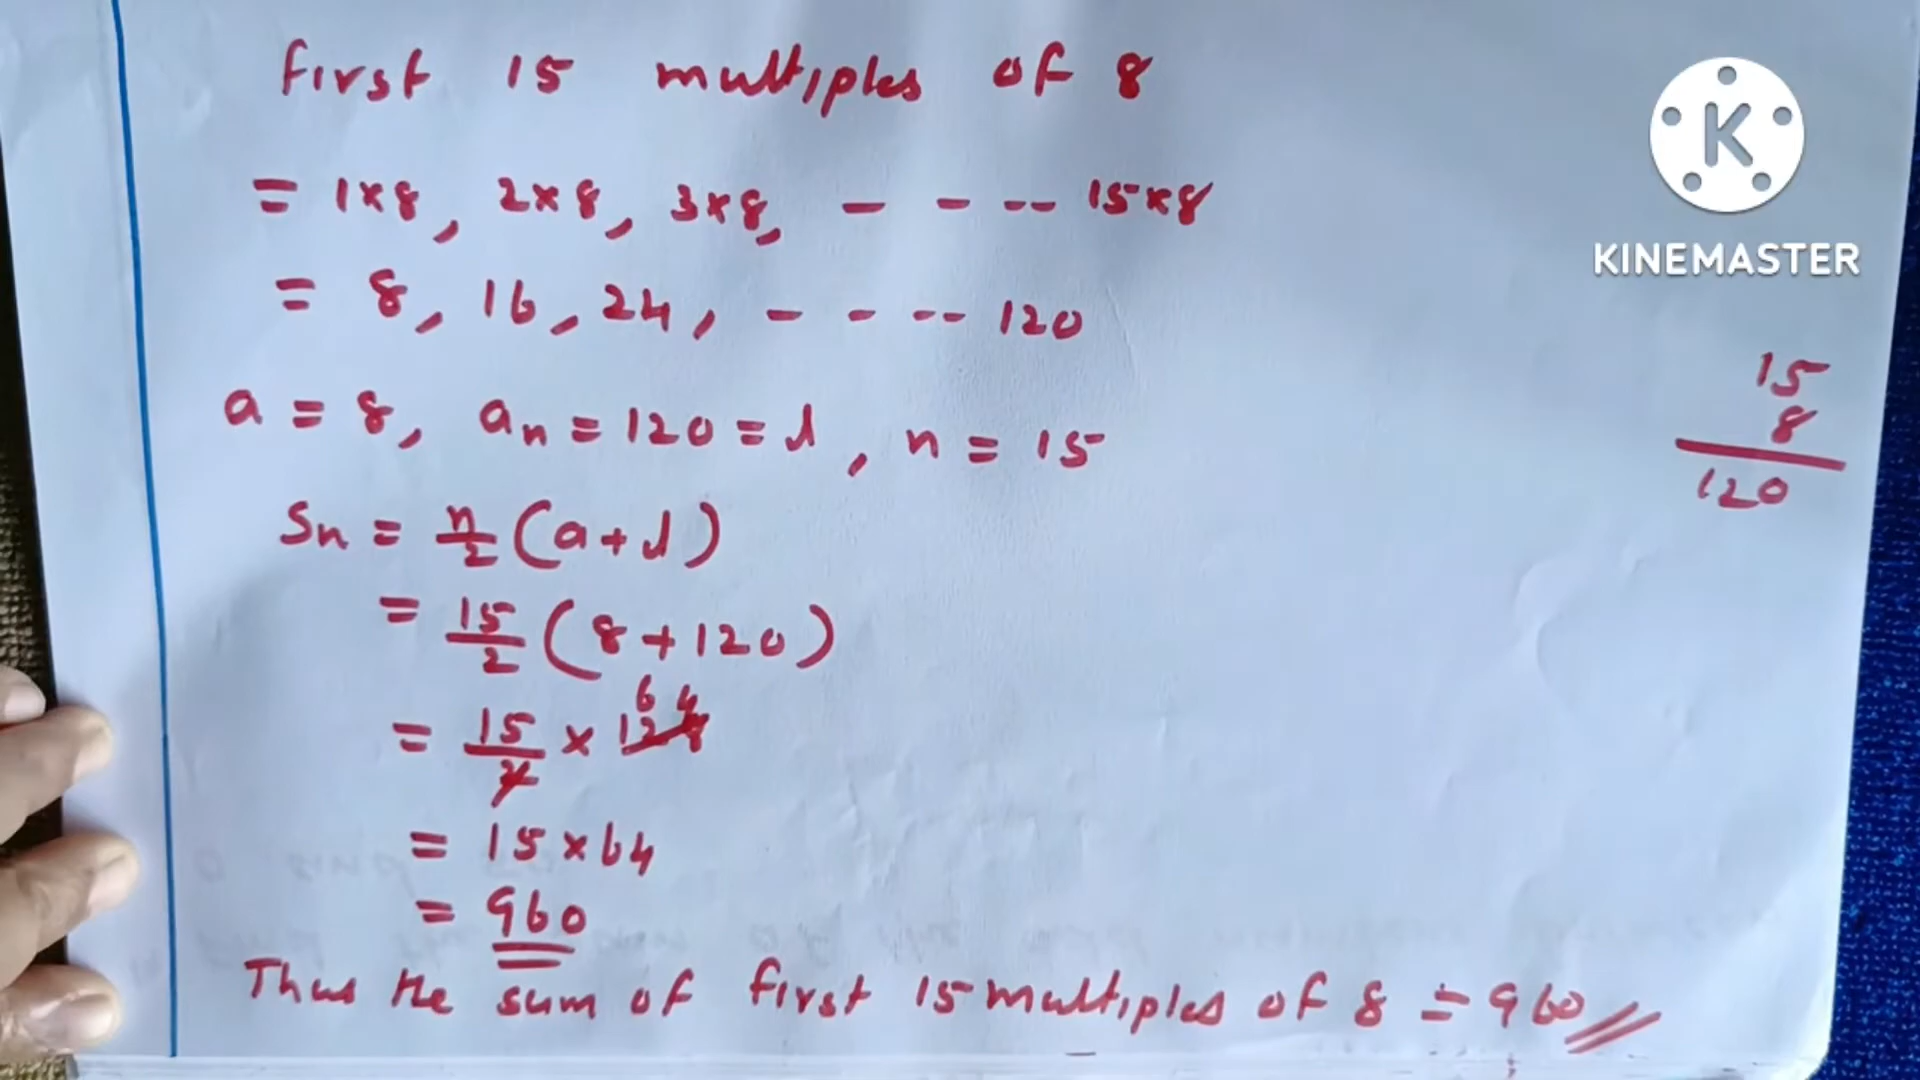 First 15 multiples of 8
= 1×8, 2×8, 3×8, - - -- 15×8
= 8, 16, 24, - - -- 120
a = 8, an = 120 = l, n = 15
Sn = n/2 (a+l)
= 15/2 (8+120)
64
= 15/2 × 128
= 15×64
= 960
Thus the sum of first 15 multiples of 8 = 960//
K
KINEMASTER
15
8
120